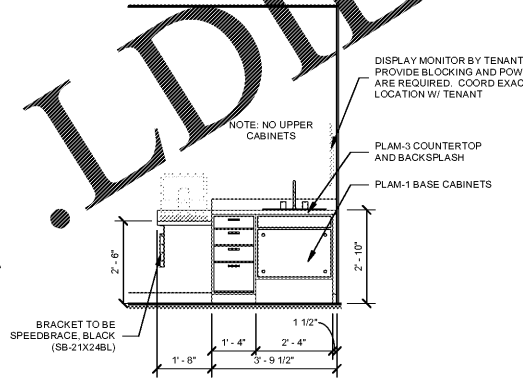 .LDI
DISPLAY MONITOR BY TENANT
PROVIDE BLOCKING AND POW
ARE REQUIRED. COORD EXAC
LOCATION W/ TENANT
NOTE: NO UPPER
CABINETS
PLAM-3 COUNTERTOP
AND BACKSPLASH
PLAM-1 BASE CABINETS
2' - 6"
2' - 10"
BRACKET TO BE
SPEEDBRACE, BLACK
(SB-21X24BL)
1 1/2"
1' - 4"
2' - 4"
1' - 8"
3' - 9 1/2"